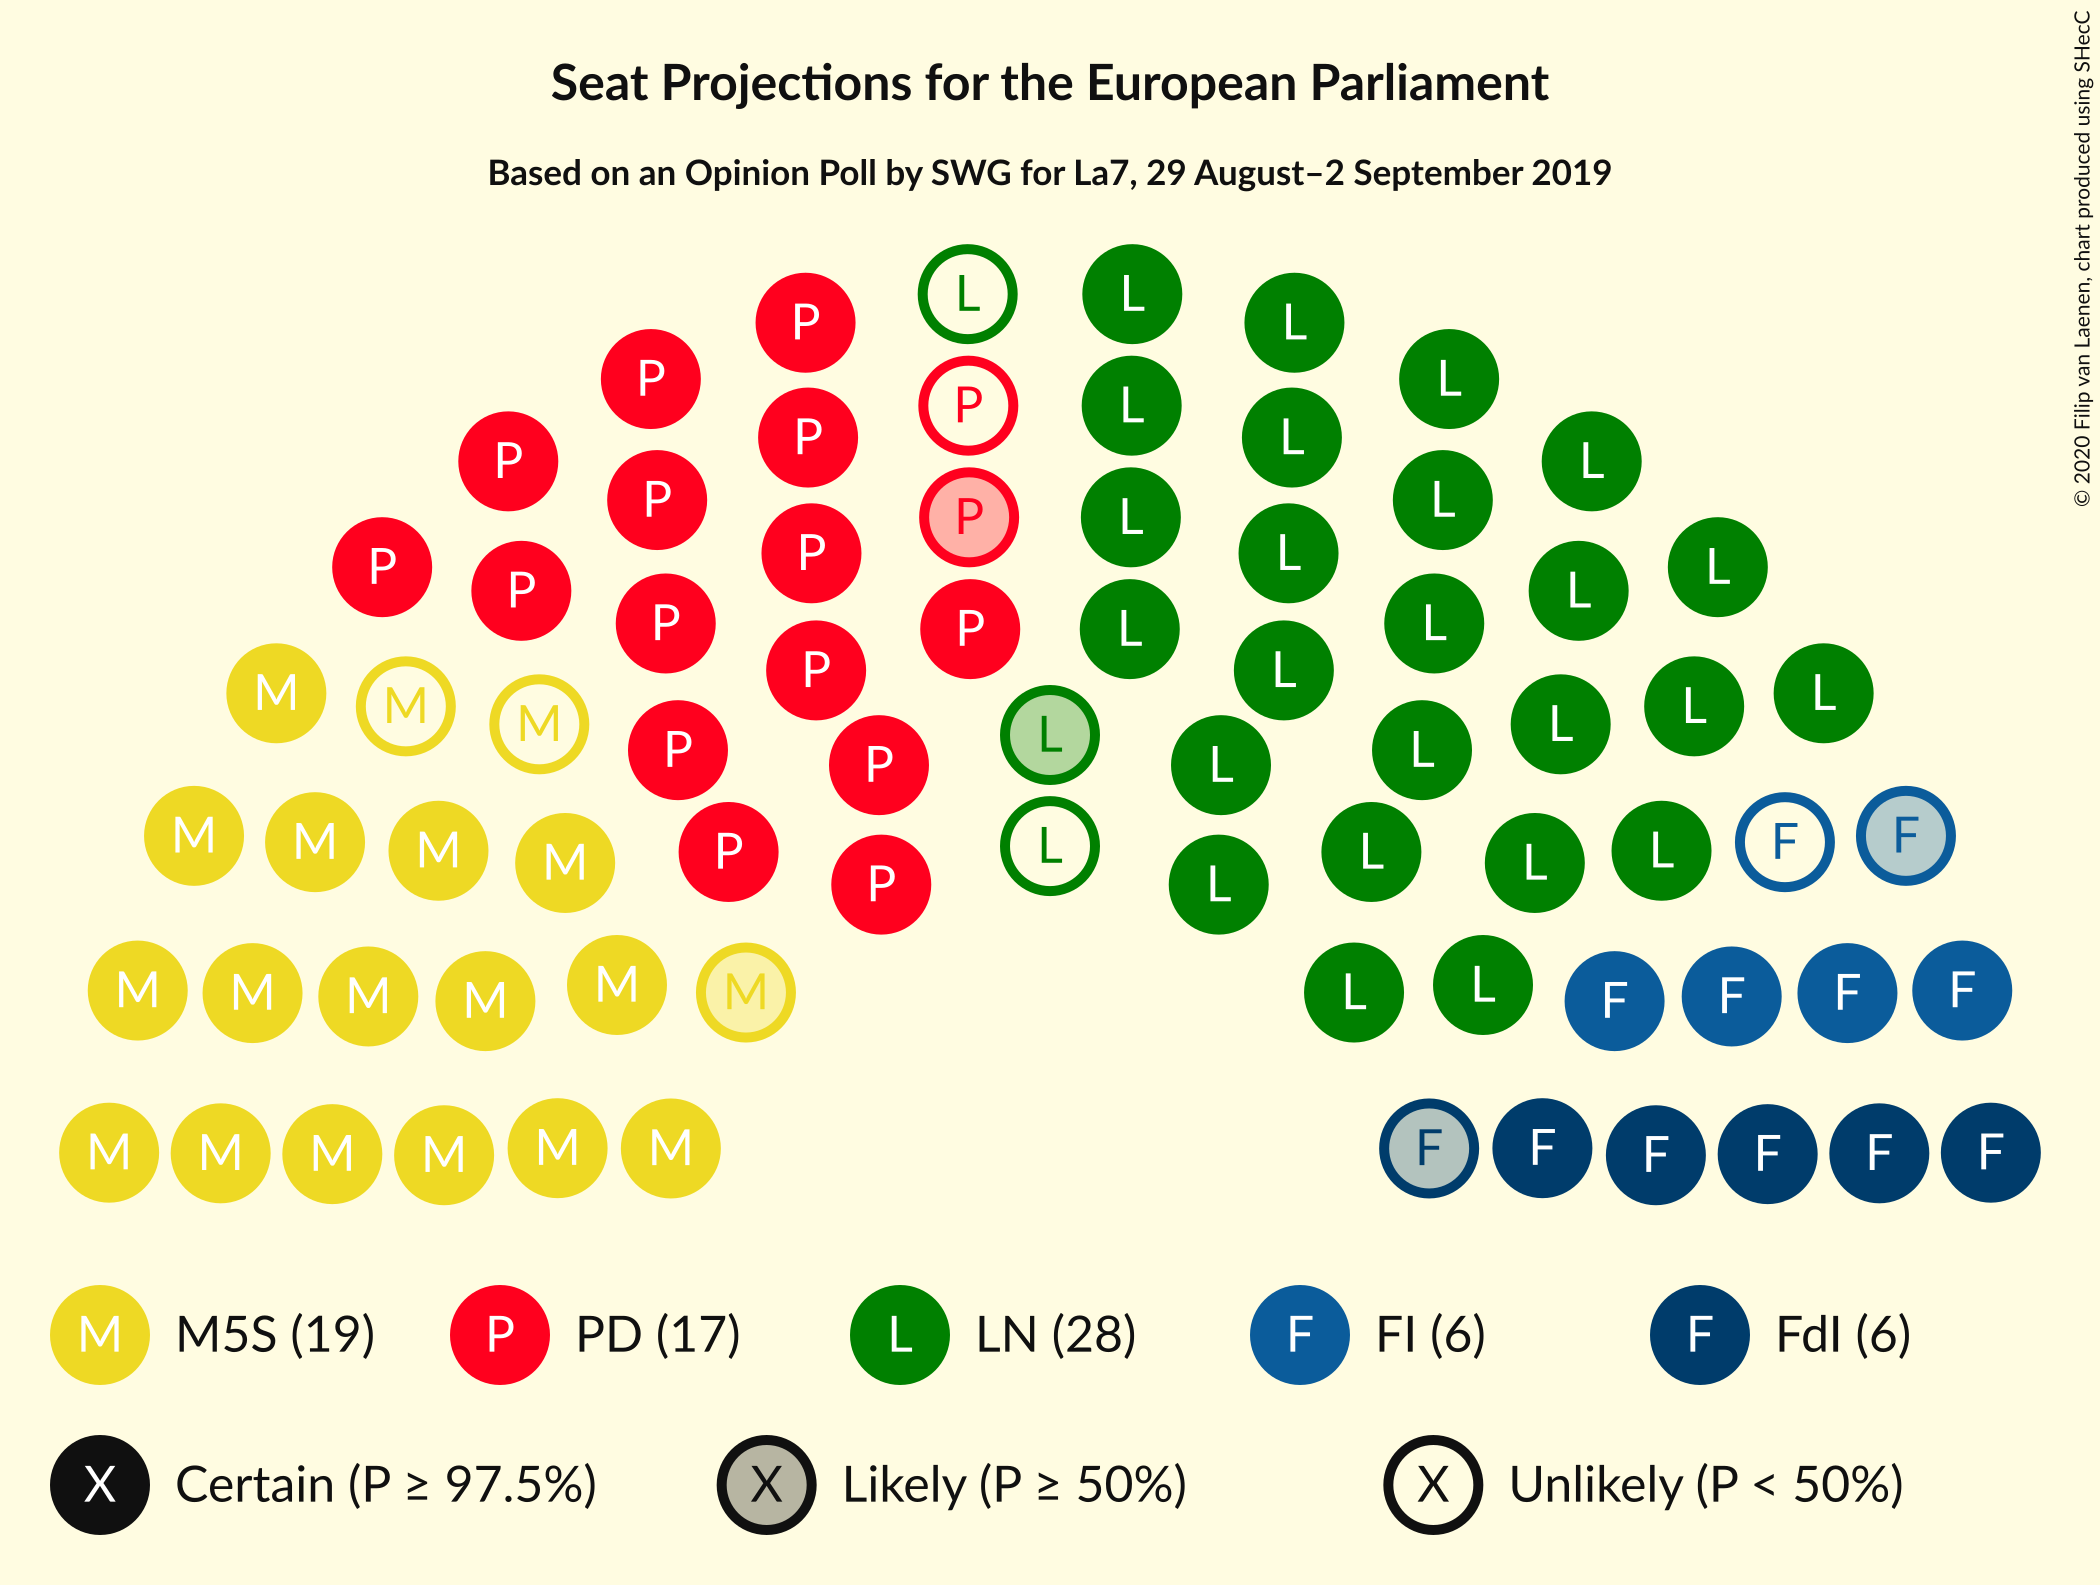 Seat Projections for the European Parliament
Based on an Opinion Poll by SWG for La7, 29 August–2 September 2019
© 2020 Filip van Laenen, chart produced using SHecC
L L
P L L
P P L L
P L
P L
P P L L
P L
P L
P L L
P P L L
P L
P L
P L
M M M L L L
P P L L L
M M M M P L L L L F F
P L
P L
M M M M M M L L F F F F
M M M M M M F F F F F F
M M5S (19) P PD (17) L LN (28) F FI (6) F FdI (6)
X Certain (P ≥ 97.5%) X Likely (P ≥ 50%) X Unlikely (P < 50%)